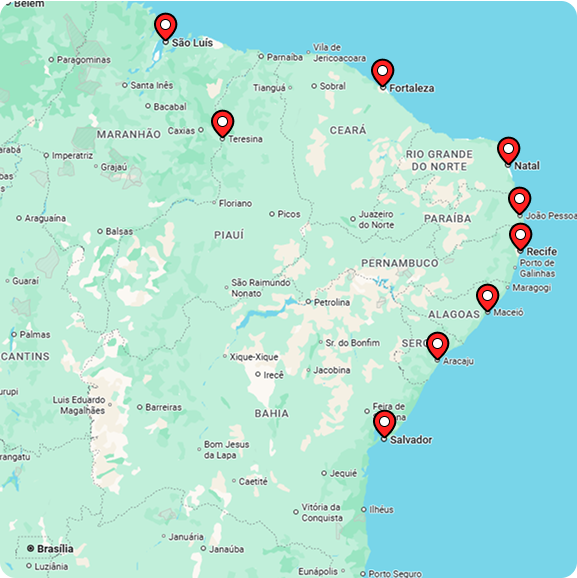 Belém
São Luís
Paragominas
Parnaiba
Vila de
Jericoacoara
Santa Inês
Tianguá
Sobral
Fortaleza
Bacabal
MARANHÃO
Caxias
Teresina
CEARÁ
Imperatriz
Grajaú
RIO GRANDE
DO NORTE
Natal
Floriano
Araguaína
Picos
Juazeiro
do Norte
PARAÍBA
João Pessoa
Balsas
PIAUÍ
Recife
Porto de
Galinhas
PERNAMBUCO
Guaraí
São Raimundo
Nonato
Petrolina
Maragogi
ALAGOAS
Maceió
Palmas
Sr. do Bonfim
SERG
Aracaju
CANTINS
Xique-Xique
Irecê
Jacobina
Luís Eduardo
Magalhães
Barreiras
BAHIA
Feira de
Salvador
Bom Jesus
da Lapa
Jequié
Caetité
Vitória da
Conquista
Ilhéus
Januária
Janaúba
Brasília
Luziânia
Eunápolis
Porto Seguro